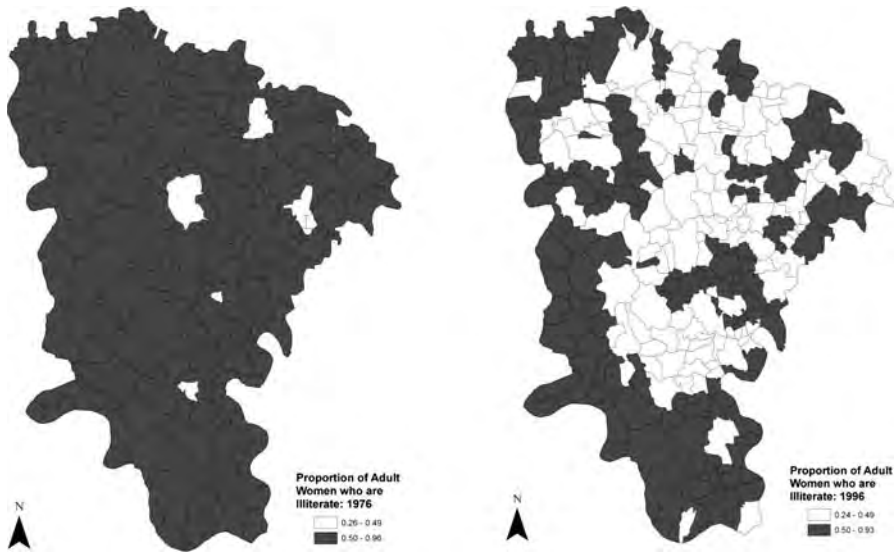 Proportion of Adult
Women who are
Illiterate: 1976
0.26 - 0.49
0.50 - 0.96
N
Proportion of Adult
Women who are
Illiterate: 1996
0.24 - 0.49
0.50 - 0.93
N